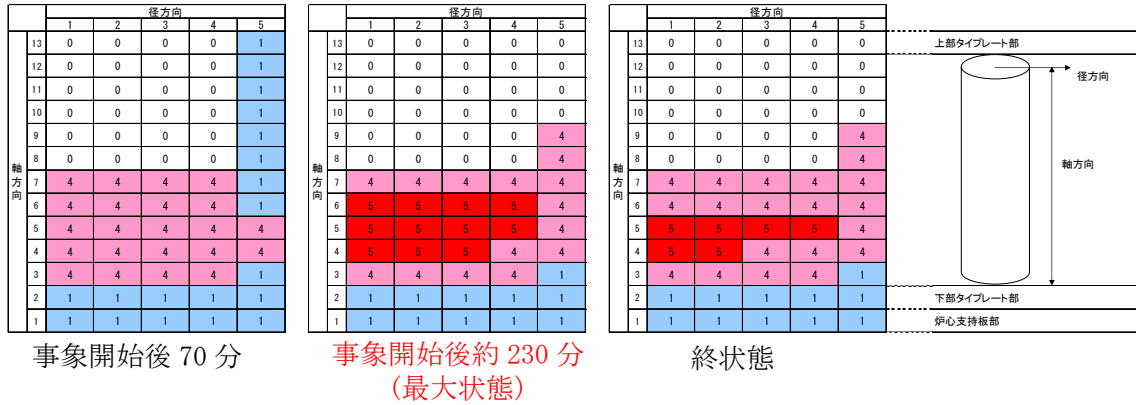 径方向
1 2 3 4 5
軸方向
13 0 0 0 0 1
12 0 0 0 0 1
11 0 0 0 0 1
10 0 0 0 0 1
9 0 0 0 0 1
8 0 0 0 0 1
7 4 4 4 4 1
6 4 4 4 4 1
5 4 4 4 4 4
4 4 4 4 4 4
3 4 4 4 4 1
2 1 1 1 1 1
1 1 1 1 1 1
事象開始後 70 分
径方向
1 2 3 4 5
軸方向
13 0 0 0 0 0
12 0 0 0 0 0
11 0 0 0 0 0
10 0 0 0 0 0
9 0 0 0 0 4
8 0 0 0 0 4
7 4 4 4 4 4
6 5 5 5 5 4
5 5 5 5 5 4
4 5 5 5 4 4
3 4 4 4 4 1
2 1 1 1 1 1
1 1 1 1 1 1
事象開始後約 230 分
(最大状態)
径方向
1 2 3 4 5
軸方向
13 0 0 0 0 0
12 0 0 0 0 0
11 0 0 0 0 0
10 0 0 0 0 0
9 0 0 0 0 4
8 0 0 0 0 4
7 4 4 4 4 4
6 4 4 4 4 4
5 5 5 5 5 4
4 5 5 4 4 4
3 4 4 4 4 1
2 1 1 1 1 1
1 1 1 1 1 1
終状態
上部タイプレート部
径方向
軸方向
下部タイプレート部
炉心支持板部